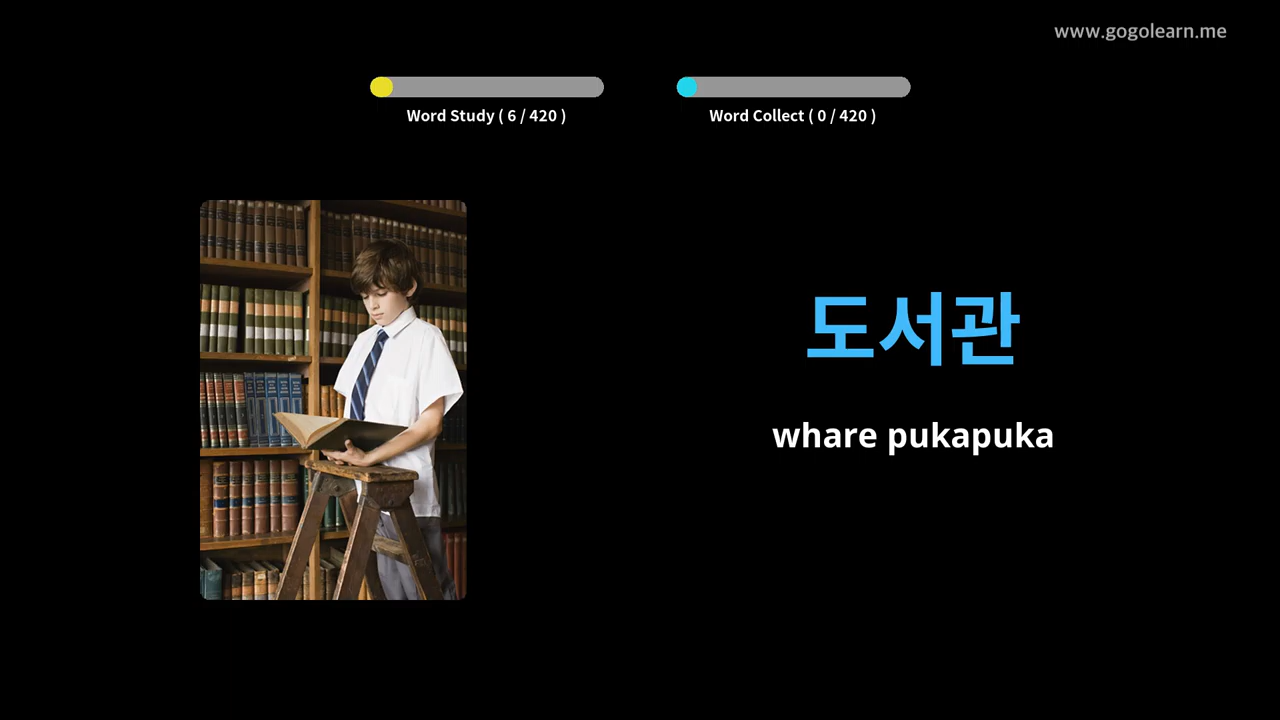 www.gogolearn.me
Word Study ( 6 / 420 )
Word Collect ( 0 / 420 )
도서관
whare pukapuka